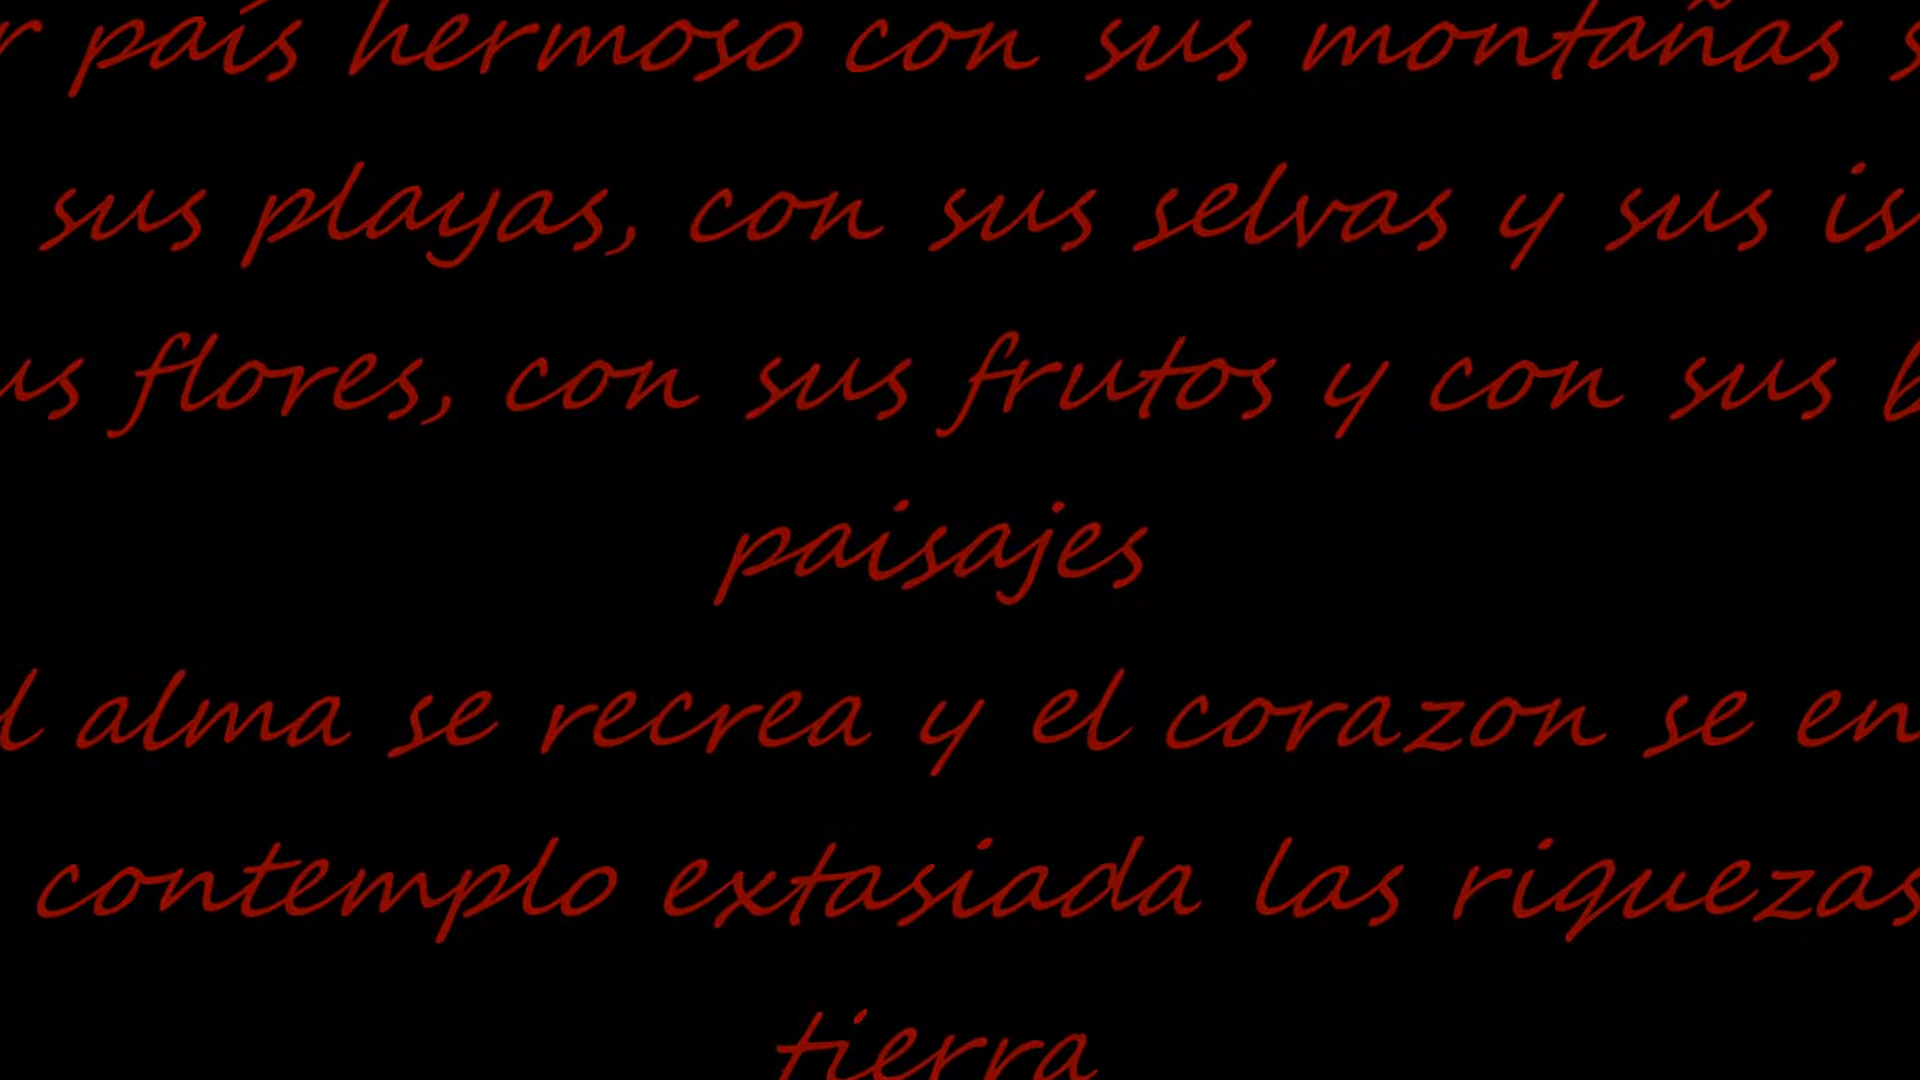 país hermoso con sus montañas
sus playas, con sus selvas y sus
flores, con sus frutos y con sus
paisajes
alma se recrea y el corazon se
contemplo extasiada las riquezas
tierra